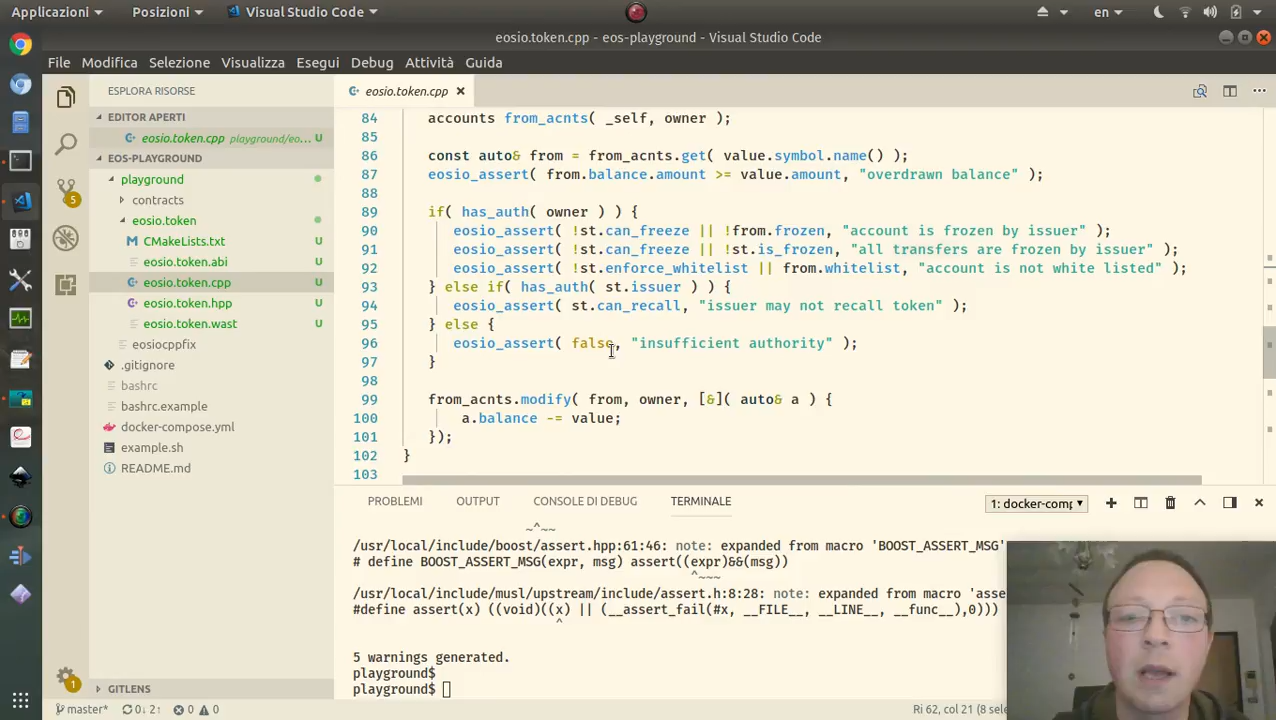 Applicazioni Posizioni Visual Studio Code en
eosio.token.cpp - eos-playground - Visual Studio Code
File Modifica Selezione Visualizza Esegui Debug Attività Guida
ESPLORA RISORSE
EDITOR APERTI
eosio.token.cpp playground/eo... U
EOS-PLAYGROUND
playground
contracts
eosio.token
CMakeLists.txt U
eosio.token.abi U
eosio.token.cpp U
eosio.token.hpp U
eosio.token.wast U
eosiocppfix
.gitignore
bashrc
bashrc.example
docker-compose.yml
example.sh
README.md
GITLENS
eosio.token.cpp
84 accounts from_acnts( _self, owner );
85
86 const auto& from = from_acnts.get( value.symbol.name() );
87 eosio_assert( from.balance.amount >= value.amount, "overdrawn balance" );
88
89 if( has_auth( owner ) ) {
90 eosio_assert( !st.can_freeze || !from.frozen, "account is frozen by issuer" );
91 eosio_assert( !st.can_freeze || !st.is_frozen, "all transfers are frozen by issuer" );
92 eosio_assert( !st.enforce_whitelist || from.whitelist, "account is not white listed" );
93 } else if( has_auth( st.issuer ) ) {
94 eosio_assert( st.can_recall, "issuer may not recall token" );
95 } else {
96 eosio_assert( false, "insufficient authority" );
97 }
98
99 from_acnts.modify( from, owner, [&]( auto& a ) {
100 a.balance -= value;
101 });
102 }
103
PROBLEMI OUTPUT CONSOLE DI DEBUG TERMINALE 1: docker-comp
~^~~
/usr/local/include/boost/assert.hpp:61:46: note: expanded from macro 'BOOST_ASSERT_MSG'
# define BOOST_ASSERT_MSG(expr, msg) assert((expr)&&(msg))
^~~~
/usr/local/include/musl/upstream/include/assert.h:8:28: note: expanded from macro 'asse
#define assert(x) ((void)((x) || (__assert_fail(#x, __FILE__, __LINE__, __func__),0)))
^
5 warnings generated.
playground$
playground$
5
1
master* 0↓ 2↑ 0 0 Ri 62, col 21 (8 sele